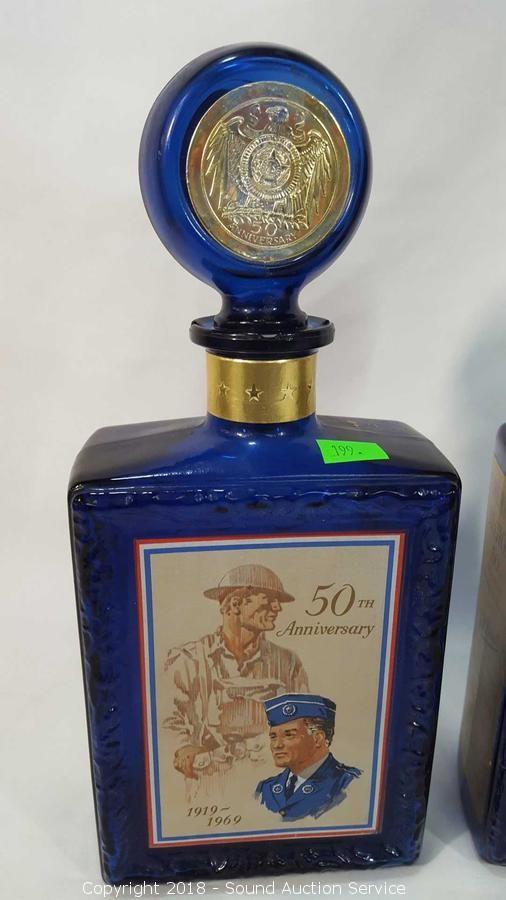 50
ANNIVERSARY
199.
50TH
Anniversary
1919~
1969
Copyright 2018 - Sound Auction Service